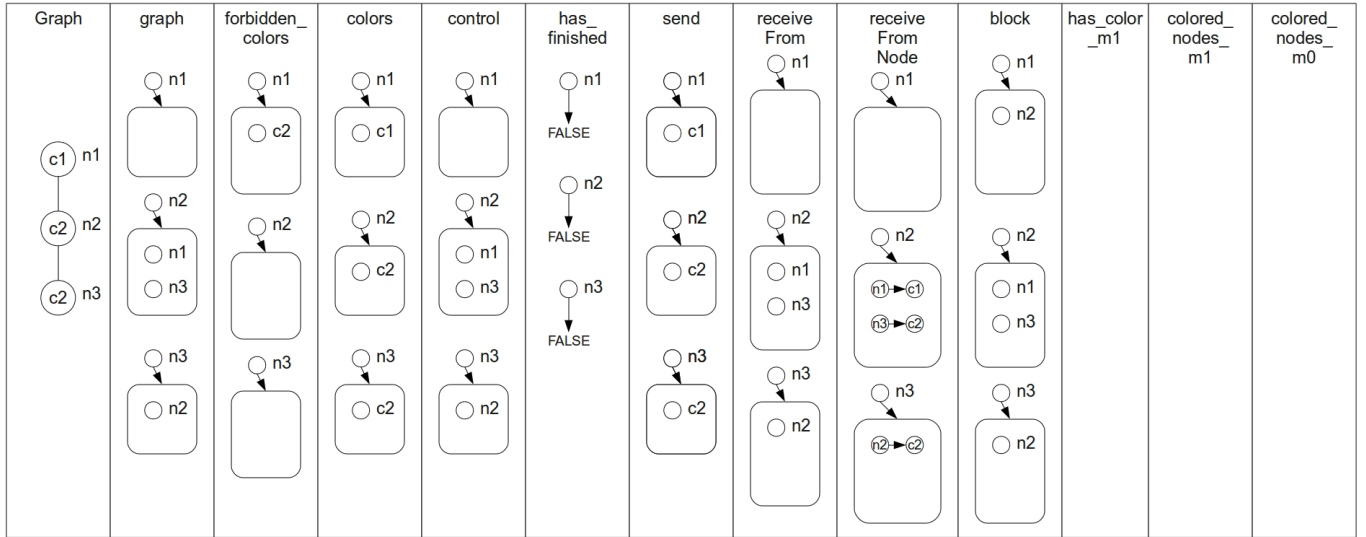 Graph
c1 n1
c2 n2
c2 n3
graph
n1
n2
n1
n3
n3
n2
forbidden_
colors
n1
c2
n2
n3
colors
n1
c1
n2
c2
n3
c2
control
n1
n2
n1
n3
n3
n2
has_
finished
n1
FALSE
n2
FALSE
n3
FALSE
send
n1
c1
n2
c2
n3
c2
receive
From
n1
n2
n1
n3
n3
n2
receive
From
Node
n1
n2
n1 c1
n3 c2
n3
n2 c2
block
n1
n2
n2
n1
n3
n3
n2
has_color
_m1
colored_
nodes_
m1
colored_
nodes_
m0